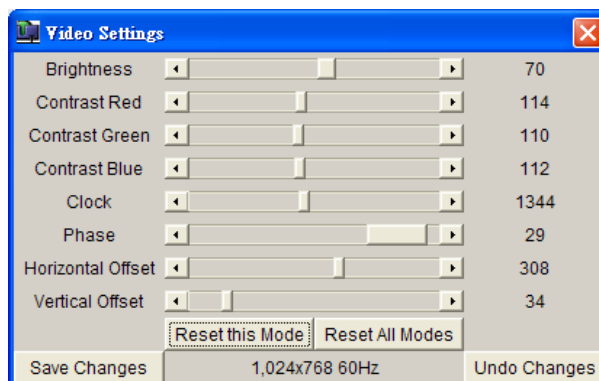 Video Settings
Brightness 70
Contrast Red 114
Contrast Green 110
Contrast Blue 112
Clock 1344
Phase 29
Horizontal Offset 308
Vertical Offset 34
Reset this Mode Reset All Modes
Save Changes 1,024x768 60Hz Undo Changes